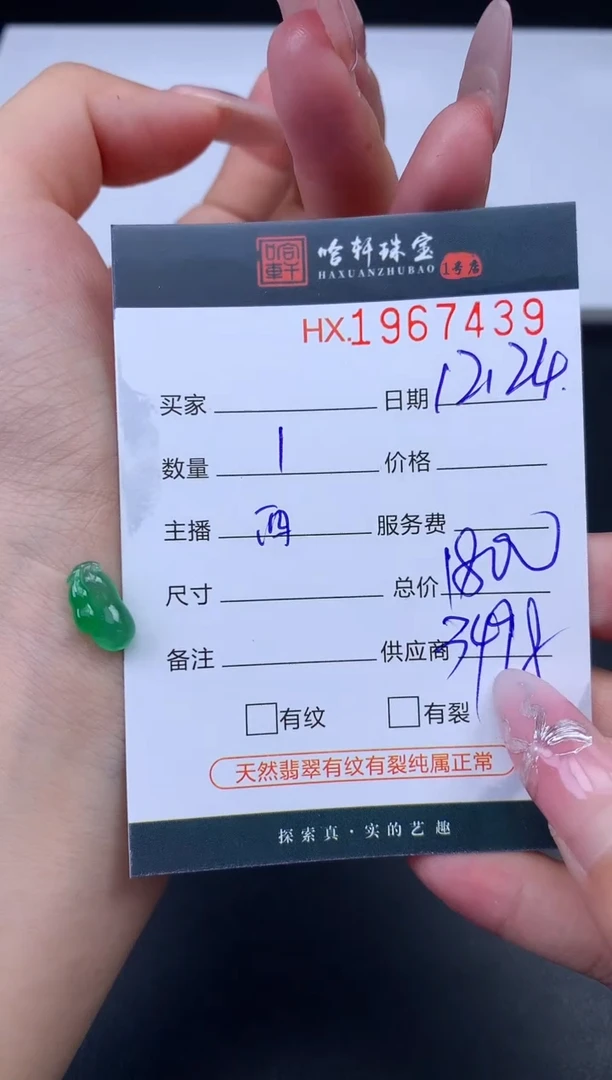 哈轩珠宝
HAXUANZHUBAO 1号店
HX.1967439
买家 日期 12.24.
数量 1 价格
主播 服务费
尺寸 总价 1800
备注 供应商 3498
有纹 有裂
天然翡翠有纹有裂纯属正常
探索真·实的艺趣